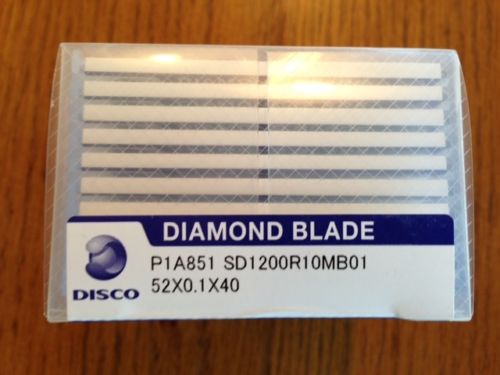 DIAMOND BLADE
P1A851 SD1200R10MB01
52X0.1X40
DISCO